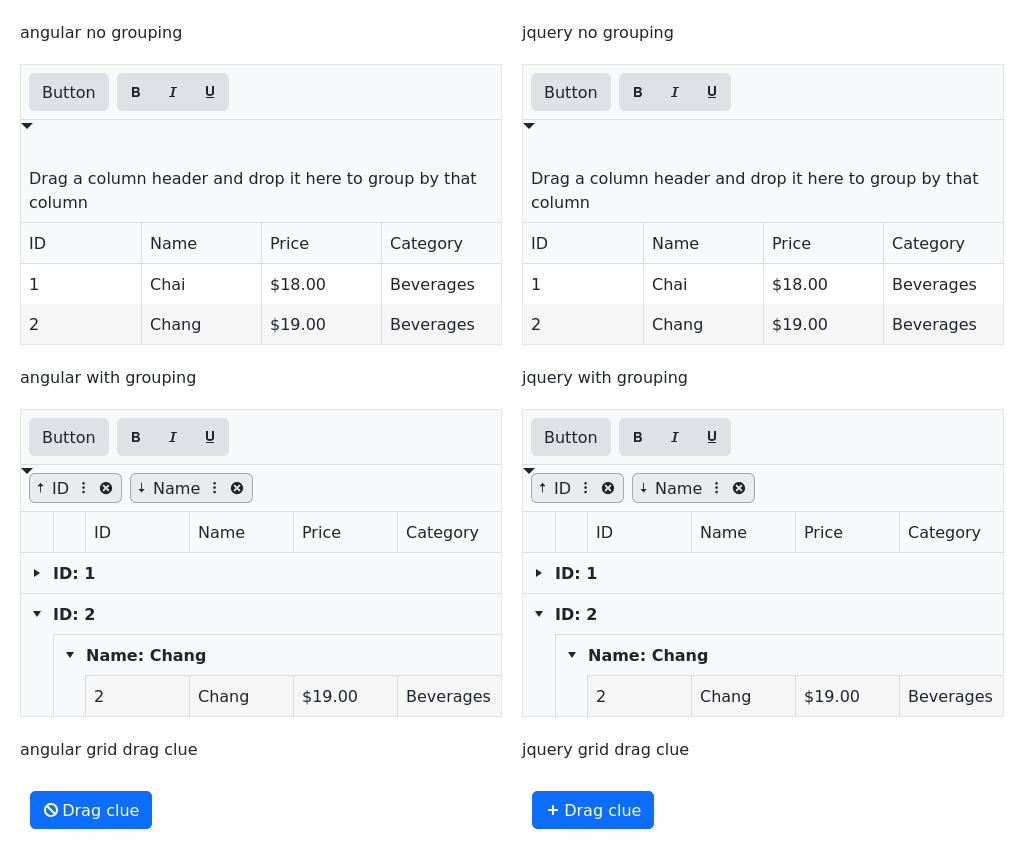 angular no grouping
jquery no grouping
Button B I U
Button B I U
Drag a column header and drop it here to group by that
column
Drag a column header and drop it here to group by that
column
ID Name Price Category
ID Name Price Category
1 Chai $18.00 Beverages
1 Chai $18.00 Beverages
2 Chang $19.00 Beverages
2 Chang $19.00 Beverages
angular with grouping
jquery with grouping
Button B I U
Button B I U
↑ ID ↓ Name
↑ ID ↓ Name
ID Name Price Category
ID Name Price Category
ID: 1
ID: 1
ID: 2
ID: 2
Name: Chang
Name: Chang
2 Chang $19.00 Beverages
2 Chang $19.00 Beverages
angular grid drag clue
jquery grid drag clue
Drag clue
Drag clue